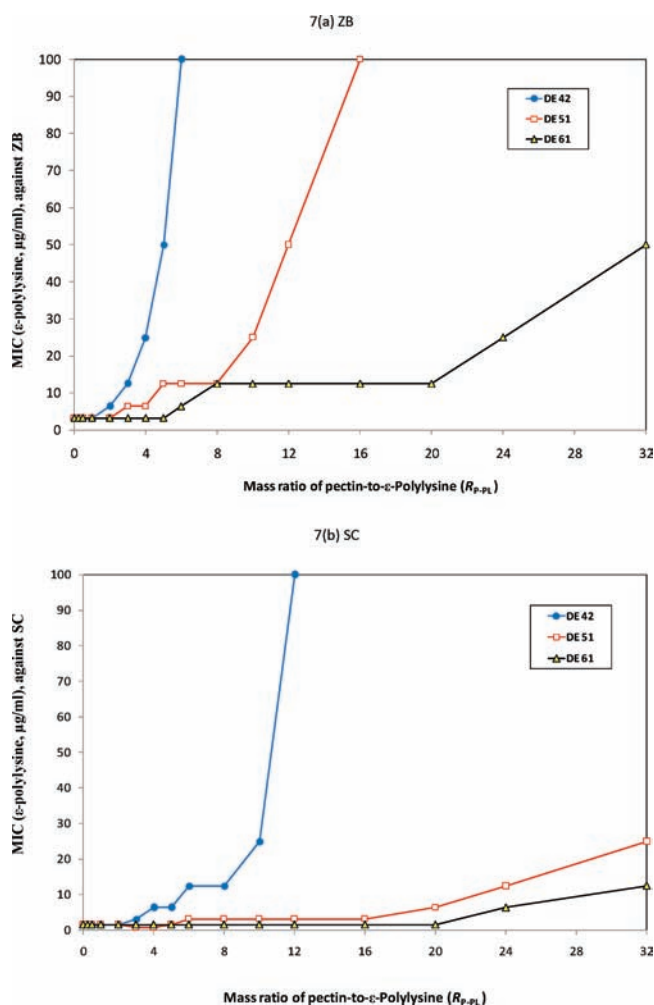 7(a) ZB
MIC (ε-polylysine, µg/ml), against ZB
100
90
80
70
60
50
40
30
20
10
0
DE 42
DE 51
DE 61
0 4 8 12 16 20 24 28 32
Mass ratio of pectin-to-ε-Polylysine (RP-PL)
7(b) SC
MIC (ε-polylysine, µg/ml), against SC
100
90
80
70
60
50
40
30
20
10
0
DE 42
DE 51
DE 61
0 4 8 12 16 20 24 28 32
Mass ratio of pectin-to-ε-Polylysine (RP-PL)